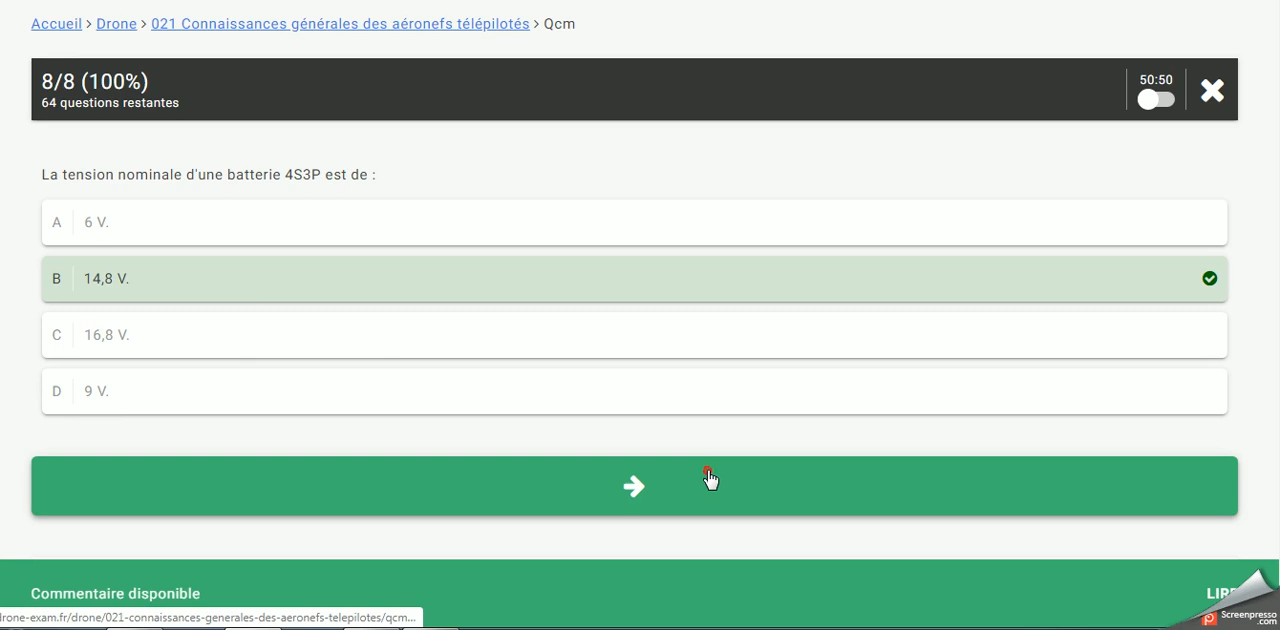 Accueil > Drone > 021 Connaissances générales des aéronefs télépilotés > Qcm
8/8 (100%)
64 questions restantes
50:50
La tension nominale d'une batterie 4S3P est de :
A 6 V.
B 14,8 V.
C 16,8 V.
D 9 V.
Commentaire disponible
drone-exam.fr/drone/021-connaissances-generales-des-aeronefs-telepilotes/qcm...
Screenpresso
.com